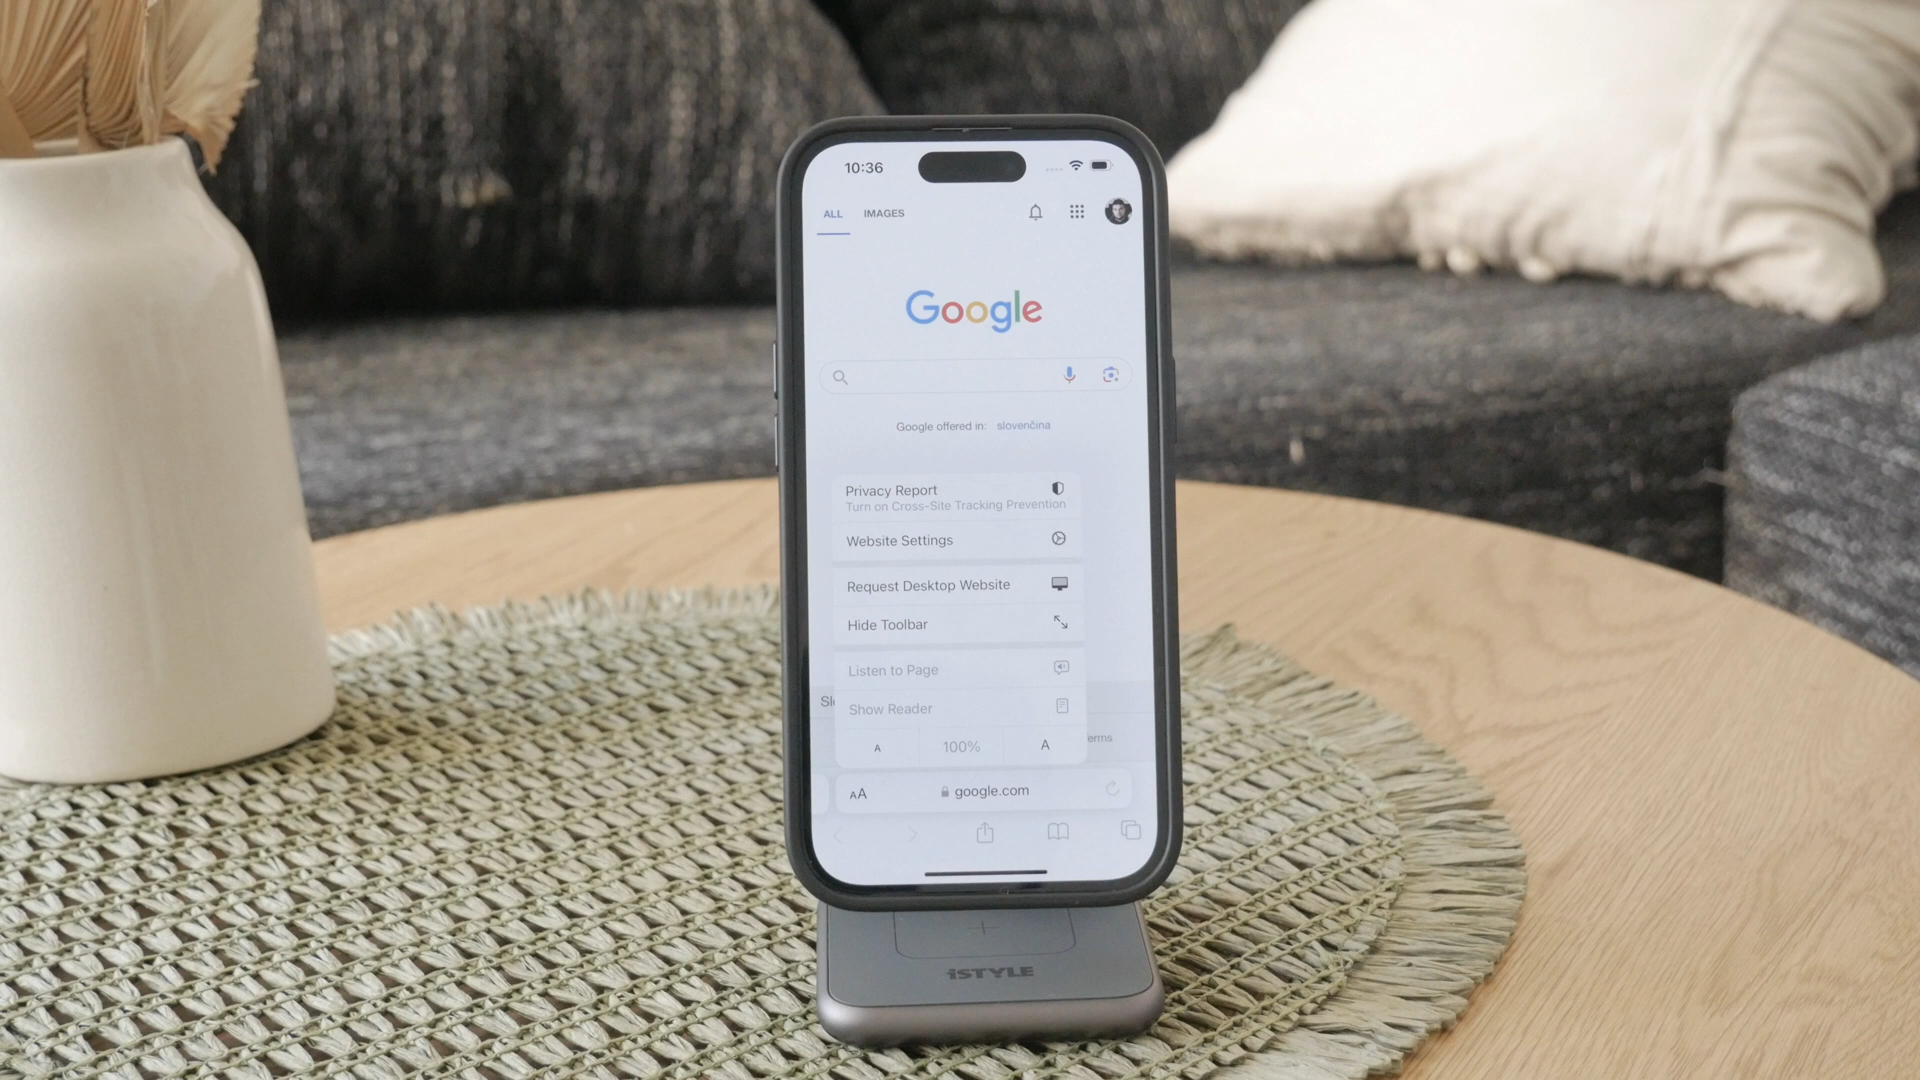 10:36
ALL IMAGES
Google
Google offered in: slovenčina
Privacy Report
Turn on Cross-Site Tracking Prevention
Website Settings
Request Desktop Website
Hide Toolbar
Listen to Page
Show Reader
A 100% A
AA google.com
iSTYLE